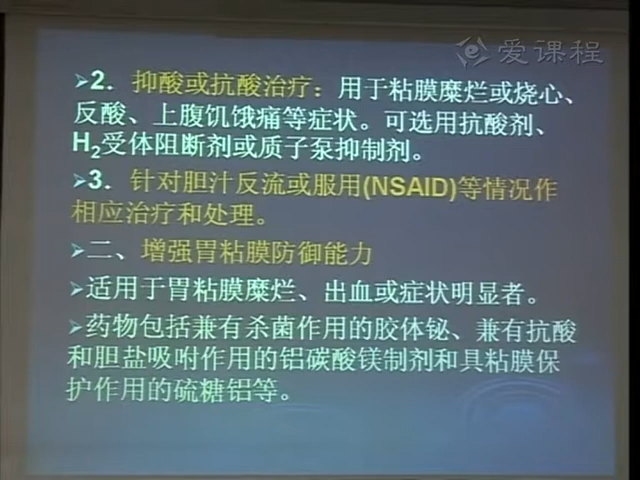 爱课程
➢2．抑酸或抗酸治疗：用于粘膜糜烂或烧心、
反酸、上腹饥饿痛等症状。可选用抗酸剂、
H₂受体阻断剂或质子泵抑制剂。
➢3．针对胆汁反流或服用(NSAID)等情况作
相应治疗和处理。
➢二、增强胃粘膜防御能力
➢适用于胃粘膜糜烂、出血或症状明显者。
➢药物包括兼有杀菌作用的胶体铋、兼有抗酸
和胆盐吸咐作用的铝碳酸镁制剂和具粘膜保
护作用的硫糖铝等。